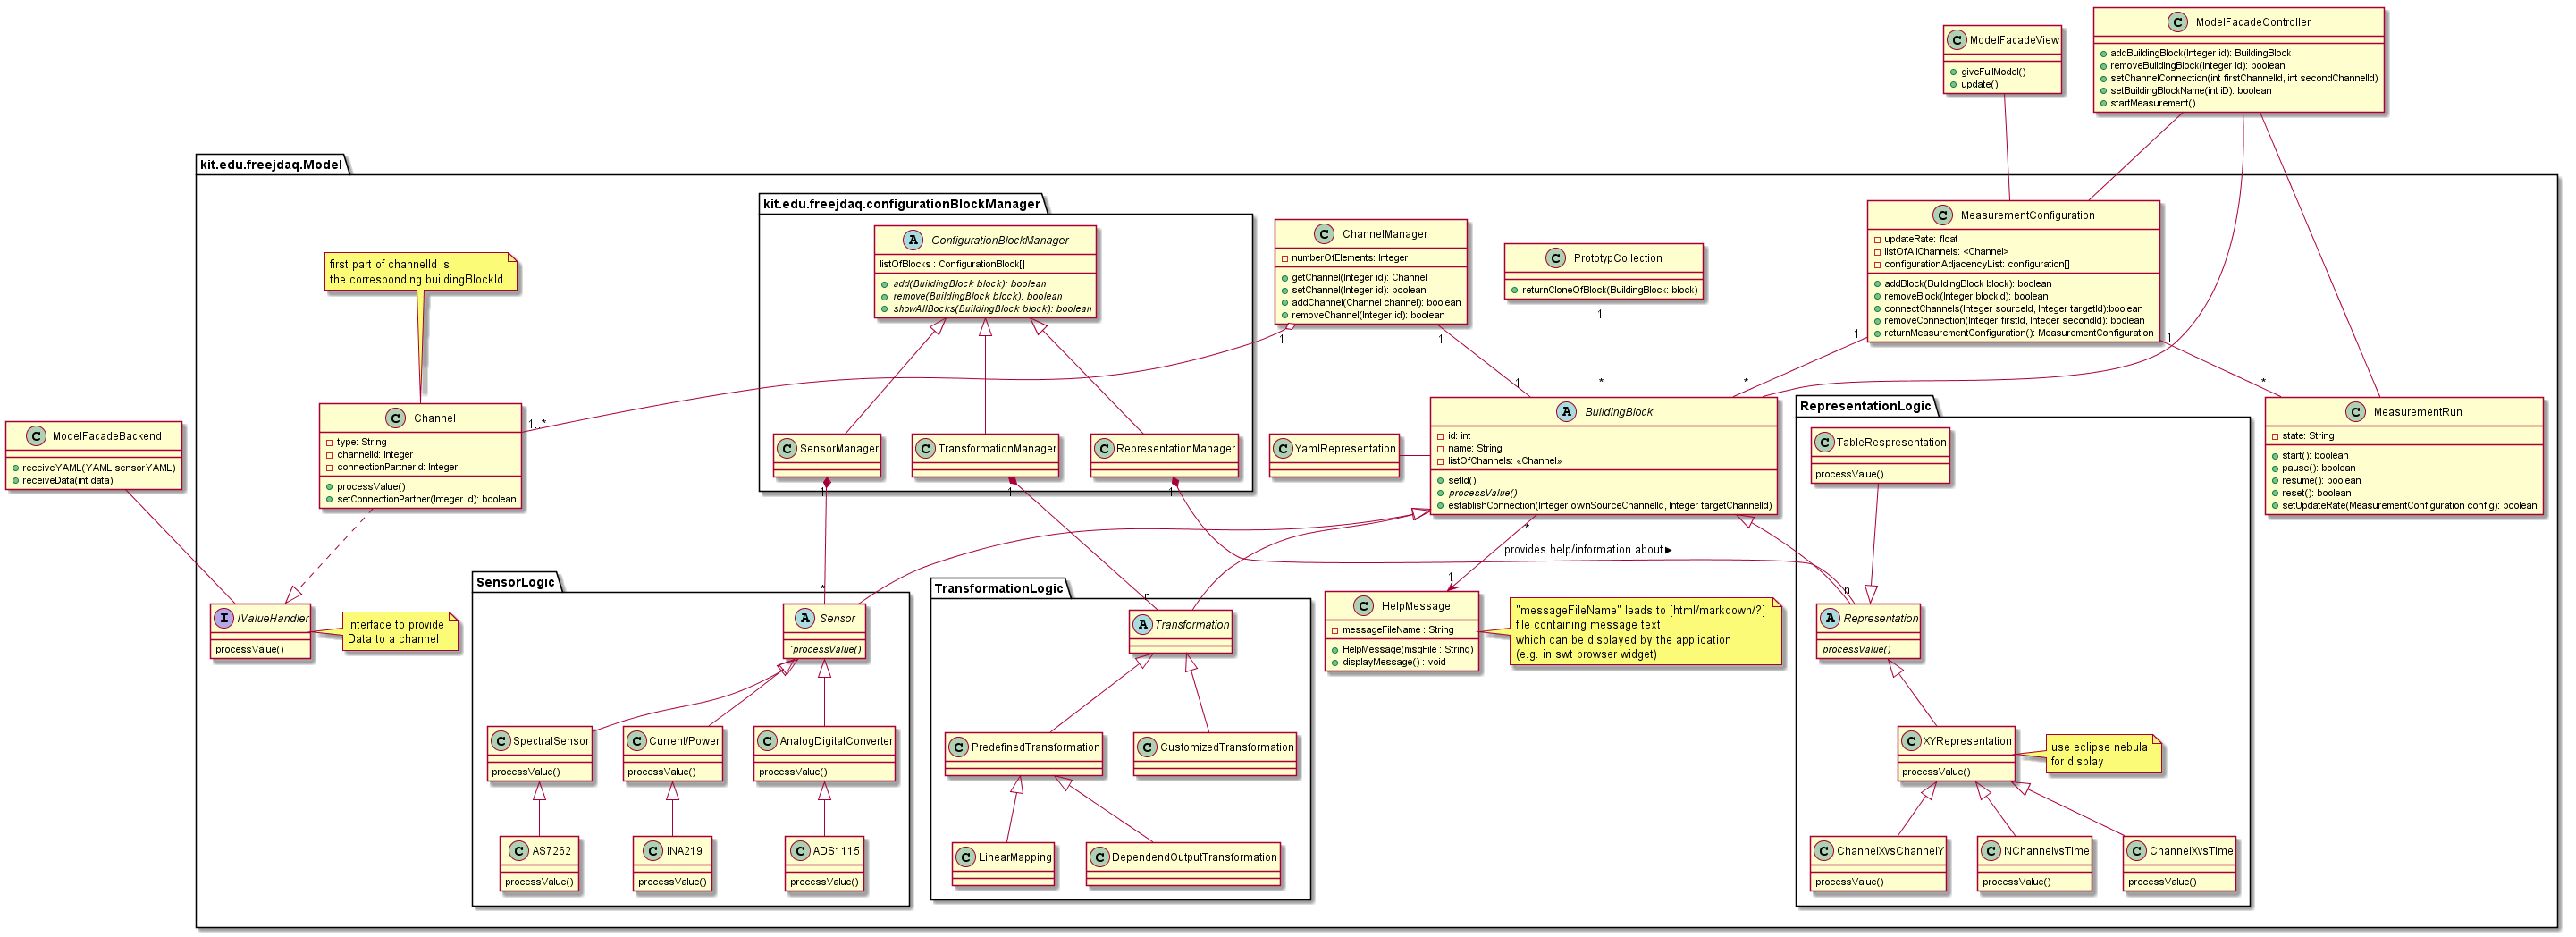 ModelFacadeController
addBuildingBlock(Integer id): BuildingBlock
removeBuildingBlock(Integer id): boolean
setChannelConnection(int firstChannelId, int secondChannelId)
setBuildingBlockName(int iD): boolean
startMeasurement()
ModelFacadeView
giveFullModel()
update()
kit.edu.freejdaq.Model
kit.edu.freejdaq.configurationBlockManager
ConfigurationBlockManager
listOfBlocks : ConfigurationBlock[]
add(BuildingBlock block): boolean
remove(BuildingBlock block): boolean
showAllBocks(BuildingBlock block): boolean
ChannelManager
numberOfElements: Integer
getChannel(Integer id): Channel
setChannel(Integer id): boolean
addChannel(Channel channel): boolean
removeChannel(Integer id): boolean
PrototypCollection
returnCloneOfBlock(BuildingBlock: block)
MeasurementConfiguration
updateRate: float
listOfAllChannels: <Channel>
configurationAdjacencyList: configuration[]
addBlock(BuildingBlock block): boolean
removeBlock(Integer blockId): boolean
connectChannels(Integer sourceId, Integer targetId):boolean
removeConnection(Integer firstId, Integer secondId): boolean
returnMeasurementConfiguration(): MeasurementConfiguration
first part of channelId is
the corresponding buildingBlockId
1
1
1
1
1
1
*
*
*
1..*
ModelFacadeBackend
receiveYAML(YAML sensorYAML)
receiveData(int data)
Channel
type: String
channelId: Integer
connectionPartnerId: Integer
processValue()
setConnectionPartner(Integer id): boolean
SensorManager
TransformationManager
RepresentationManager
YamlRepresentation
BuildingBlock
id: int
name: String
listOfChannels: «Channel»
setId()
processValue()
establishConnection(Integer ownSourceChannelId, Integer targetChannelId)
RepresentationLogic
TableRespresentation
processValue()
MeasurementRun
state: String
start(): boolean
pause(): boolean
resume(): boolean
reset(): boolean
setUpdateRate(MeasurementConfiguration config): boolean
1
1
1
*
provides help/information about
1
*
n
n
IValueHandler
processValue()
interface to provide
Data to a channel
SensorLogic
Sensor
'processValue()
TransformationLogic
Transformation
HelpMessage
messageFileName : String
HelpMessage(msgFile : String)
displayMessage() : void
"messageFileName" leads to [html/markdown/?]
file containing message text,
which can be displayed by the application
(e.g. in swt browser widget)
Representation
processValue()
SpectralSensor
processValue()
Current/Power
processValue()
AnalogDigitalConverter
processValue()
PredefinedTransformation
CustomizedTransformation
XYRepresentation
processValue()
use eclipse nebula
for display
AS7262
processValue()
INA219
processValue()
ADS1115
processValue()
LinearMapping
DependendOutputTransformation
ChannelXvsChannelY
processValue()
NChannelvsTime
processValue()
ChannelXvsTime
processValue()